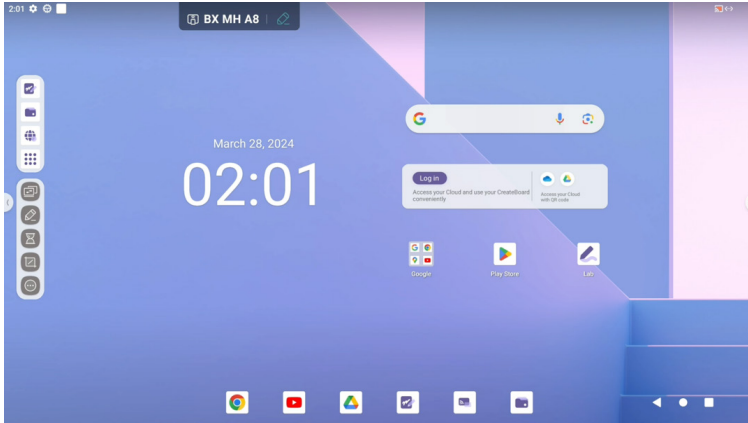 2:01
BX MH A8
March 28, 2024
02:01
Log in
Access your Cloud and use your CreateBoard
conveniently
Access your Cloud
with QR code
Google
Play Store
Lab